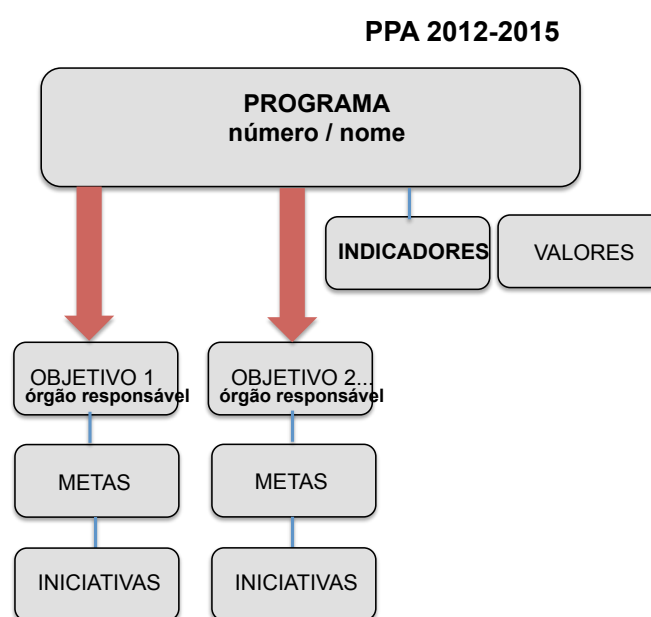 PPA 2012-2015
PROGRAMA
número / nome
INDICADORES
VALORES
OBJETIVO 1
órgão responsável
OBJETIVO 2...
órgão responsável
METAS
METAS
INICIATIVAS
INICIATIVAS